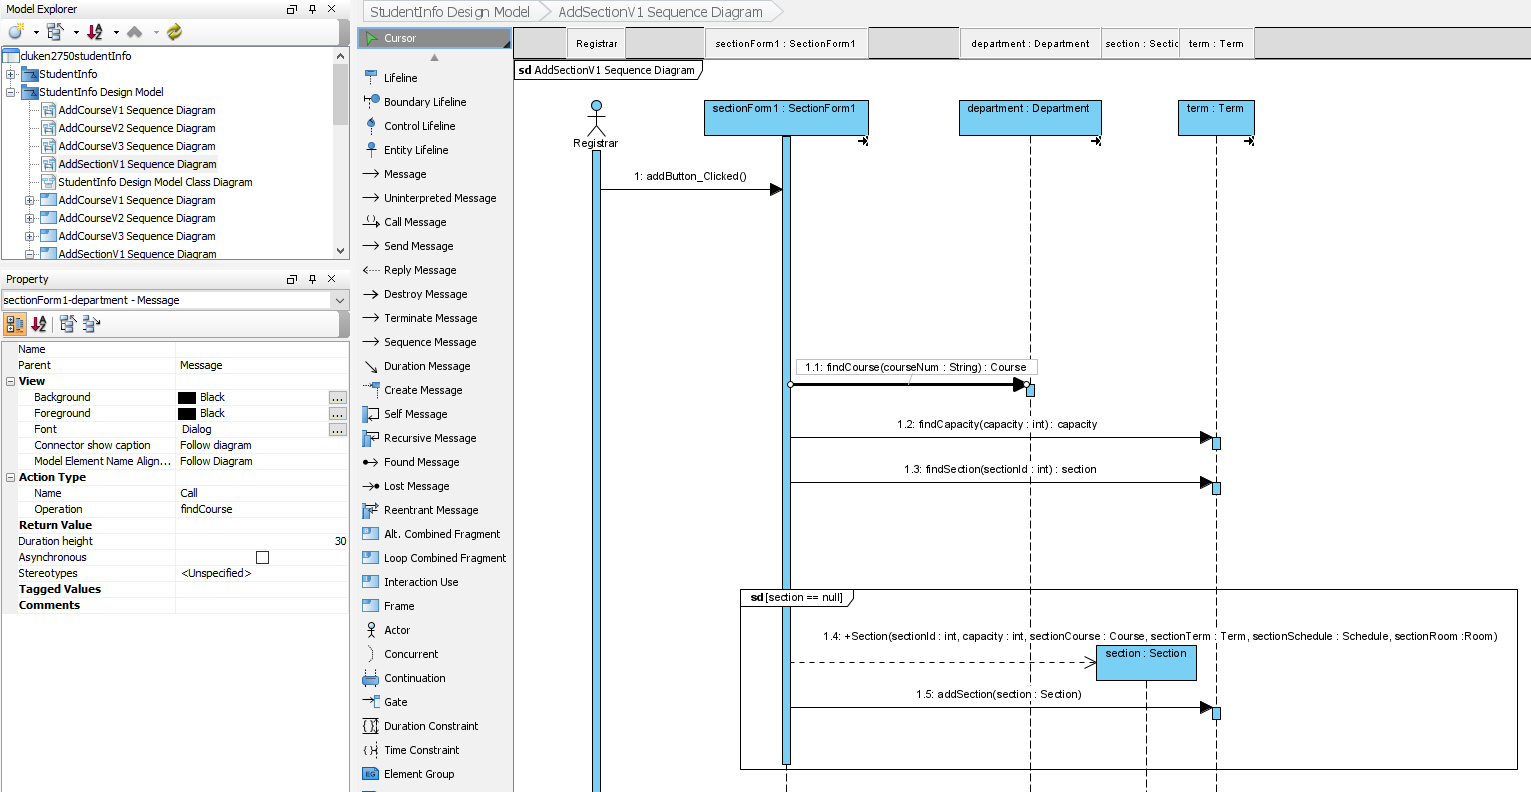 Model Explorer
cluken2750studentInfo
StudentInfo
StudentInfo Design Model
AddCourseV1 Sequence Diagram
AddCourseV2 Sequence Diagram
AddCourseV3 Sequence Diagram
AddSectionV1 Sequence Diagram
StudentInfo Design Model Class Diagram
AddCourseV1 Sequence Diagram
AddCourseV2 Sequence Diagram
AddCourseV3 Sequence Diagram
AddSectionV1 Sequence Diagram
Property
sectionForm1-department - Message
Name
Parent Message
View
Background Black ...
Foreground Black ...
Font Dialog ...
Connector show caption Follow diagram
Model Element Name Align... Follow Diagram
Action Type
Name Call
Operation findCourse
Return Value
Duration height 30
Asynchronous
Stereotypes <Unspecified>
Tagged Values
Comments
StudentInfo Design Model AddSectionV1 Sequence Diagram
Cursor
Lifeline
Boundary Lifeline
Control Lifeline
Entity Lifeline
Message
Uninterpreted Message
Call Message
Send Message
Reply Message
Destroy Message
Terminate Message
Sequence Message
Duration Message
Create Message
Self Message
Recursive Message
Found Message
Lost Message
Reentrant Message
Alt. Combined Fragment
Loop Combined Fragment
Interaction Use
Frame
Actor
Concurrent
Continuation
Gate
Duration Constraint
Time Constraint
EG Element Group
Registrar sectionForm1 : SectionForm1 department : Department section : Sectic term : Term
sd AddSectionV1 Sequence Diagram
sectionForm1 : SectionForm1 department : Department term : Term
Registrar
1: addButton_Clicked()
1.1: findCourse(courseNum : String) : Course
1.2: findCapacity(capacity : int) : capacity
1.3: findSection(sectionId : int) : section
sd [section == null]
1.4: +Section(sectionId : int, capacity : int, sectionCourse : Course, sectionTerm : Term, sectionSchedule : Schedule, sectionRoom :Room)
section : Section
1.5: addSection(section : Section)